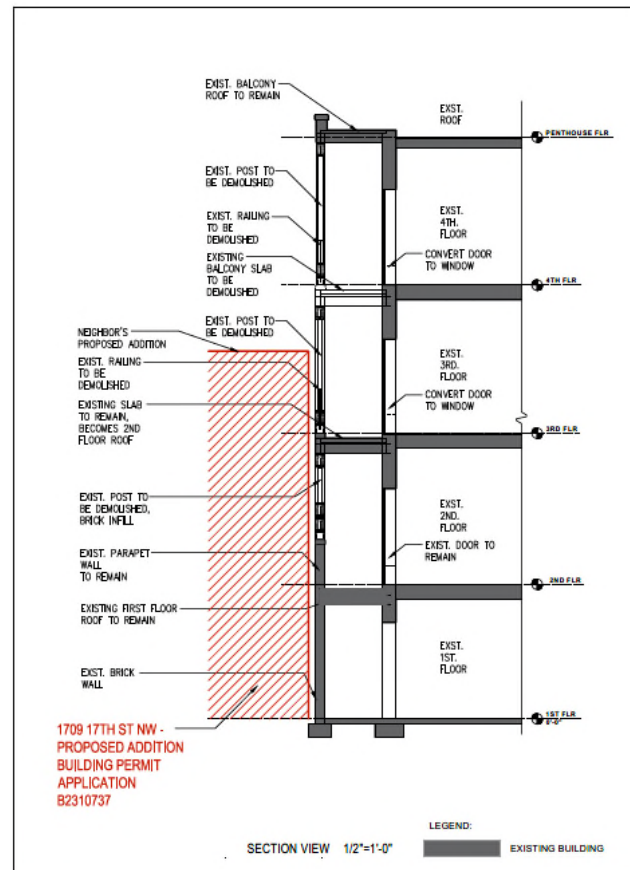 EXIST. BALCONY
ROOF TO REMAIN
EXST.
ROOF
PENTHOUSE FLR
EXIST. POST TO
BE DEMOLISHED
EXIST. RAILING
TO BE
DEMOLISHED
EXST.
4TH.
FLOOR
CONVERT DOOR
TO WINDOW
EXISTING
BALCONY SLAB
TO BE
DEMOLISHED
4TH FLR
EXIST. POST TO
BE DEMOLISHED
NEIGHBOR'S
PROPOSED ADDITION
EXIST. RAILING
TO BE
DEMOLISHED
EXST.
3RD.
FLOOR
CONVERT DOOR
TO WINDOW
EXISTING SLAB
TO REMAIN,
BECOMES 2ND
FLOOR ROOF
3RD FLR
EXIST. POST TO
BE DEMOLISHED,
BRICK INFILL
EXST.
2ND.
FLOOR
EXIST. DOOR TO
REMAIN
EXIST. PARAPET
WALL
TO REMAIN
2ND FLR
EXISTING FIRST FLOOR
ROOF TO REMAIN
EXST.
1ST.
FLOOR
EXST. BRICK
WALL
1ST FLR
0'-0"
1709 17TH ST NW -
PROPOSED ADDITION
BUILDING PERMIT
APPLICATION
B2310737
LEGEND:
SECTION VIEW 1/2"=1'-0"
EXISTING BUILDING